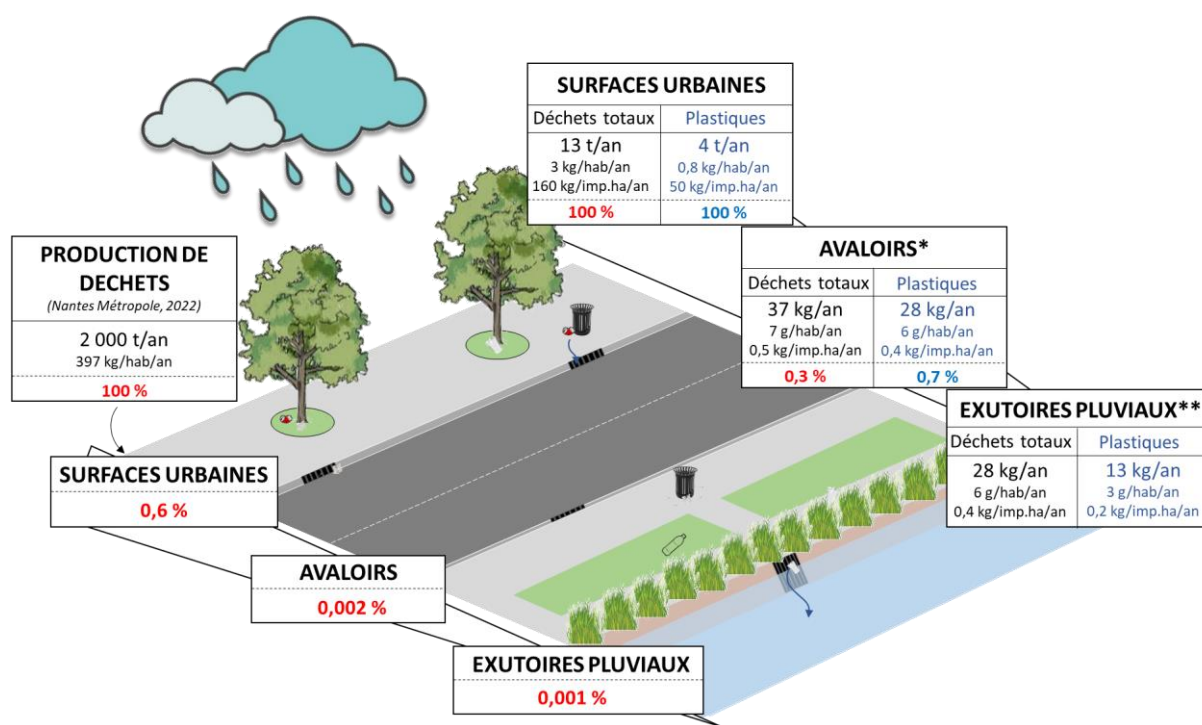 SURFACES URBAINES
Déchets totaux Plastiques
13 t/an 4 t/an
3 kg/hab/an 0,8 kg/hab/an
160 kg/imp.ha/an 50 kg/imp.ha/an
100 % 100 %
PRODUCTION DE
DECHETS
(Nantes Métropole, 2022)
2 000 t/an
397 kg/hab/an
100 %
AVALOIRS*
Déchets totaux Plastiques
37 kg/an 28 kg/an
7 g/hab/an 6 g/hab/an
0,5 kg/imp.ha/an 0,4 kg/imp.ha/an
0,3 % 0,7 %
EXUTOIRES PLUVIAUX**
Déchets totaux Plastiques
28 kg/an 13 kg/an
6 g/hab/an 3 g/hab/an
0,4 kg/imp.ha/an 0,2 kg/imp.ha/an
SURFACES URBAINES
0,6 %
AVALOIRS
0,002 %
EXUTOIRES PLUVIAUX
0,001 %